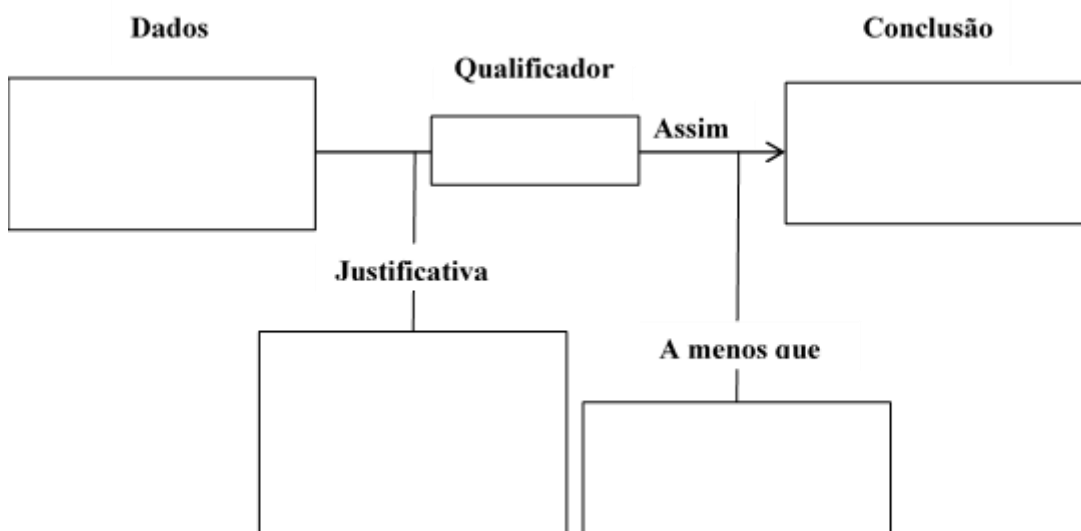 Dados
Conclusão
Qualificador
Assim
Justificativa
A menos que